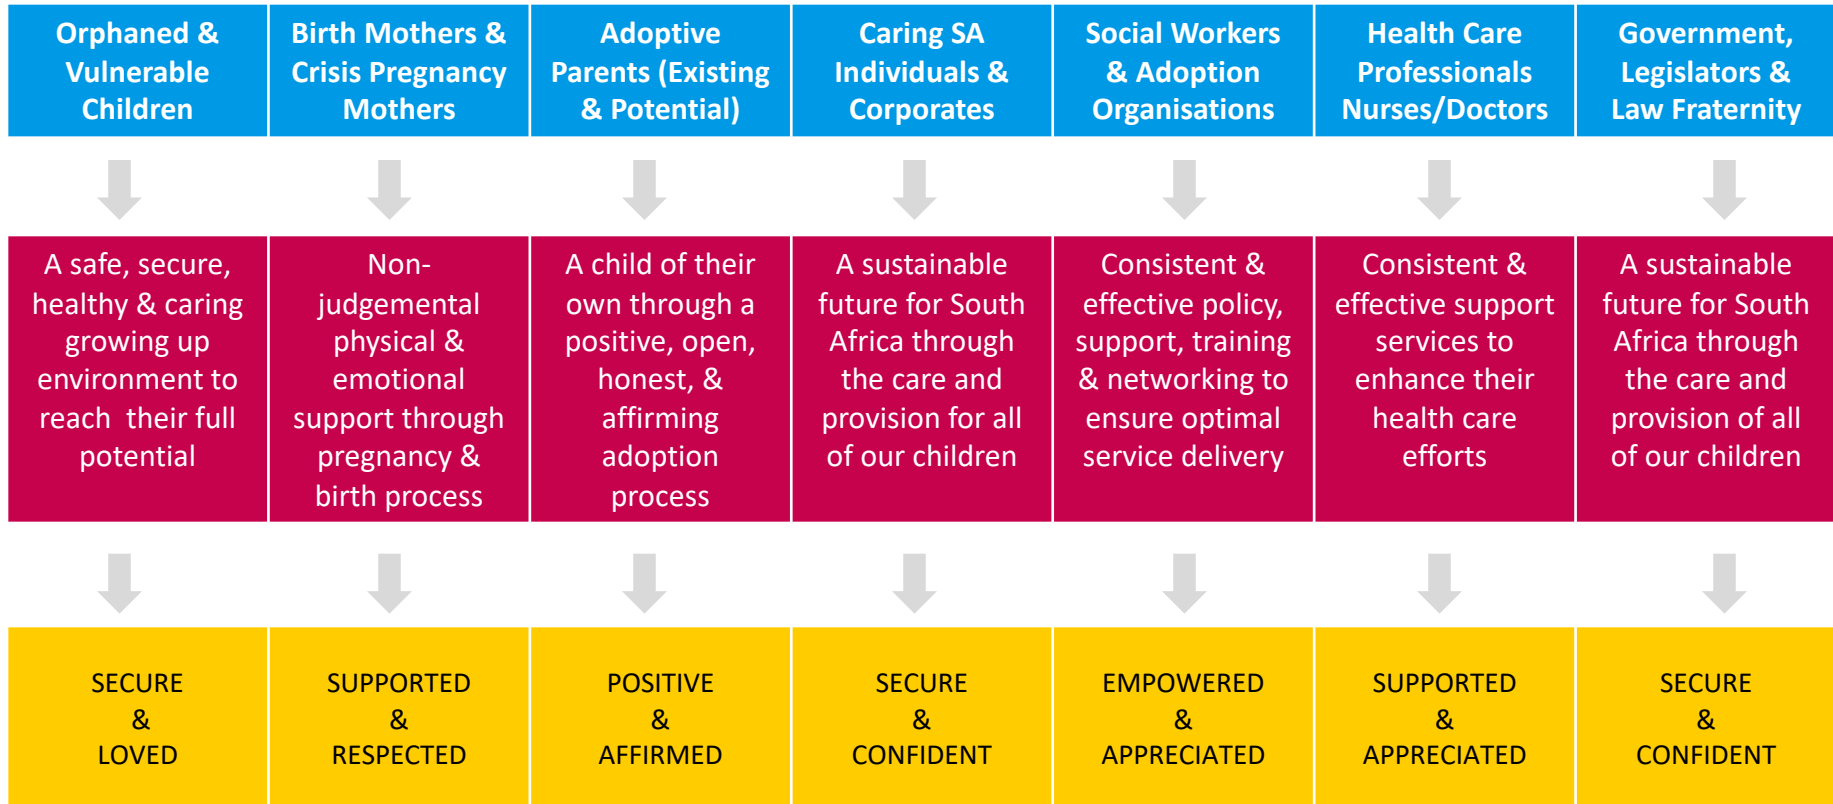 Orphaned &
Vulnerable
Children
Birth Mothers &
Crisis Pregnancy
Mothers
Adoptive
Parents (Existing
& Potential)
Caring SA
Individuals &
Corporates
Social Workers
& Adoption
Organisations
Health Care
Professionals
Nurses/Doctors
Government,
Legislators &
Law Fraternity
A safe, secure,
healthy & caring
growing up
environment to
reach  their full
potential
Non-
judgemental
physical &
emotional
support through
pregnancy &
birth process
A child of their
own through a
positive, open,
honest, &
affirming
adoption
process
A sustainable
future for South
Africa through
the care and
provision for all
of our children
Consistent &
effective policy,
support, training
& networking to
ensure optimal
service delivery
Consistent &
effective support
services to
enhance their
health care
efforts
A sustainable
future for South
Africa through
the care and
provision of all
of our children
SECURE
&
LOVED
SUPPORTED
&
RESPECTED
POSITIVE
&
AFFIRMED
SECURE
&
CONFIDENT
EMPOWERED
&
APPRECIATED
SUPPORTED
&
APPRECIATED
SECURE
&
CONFIDENT